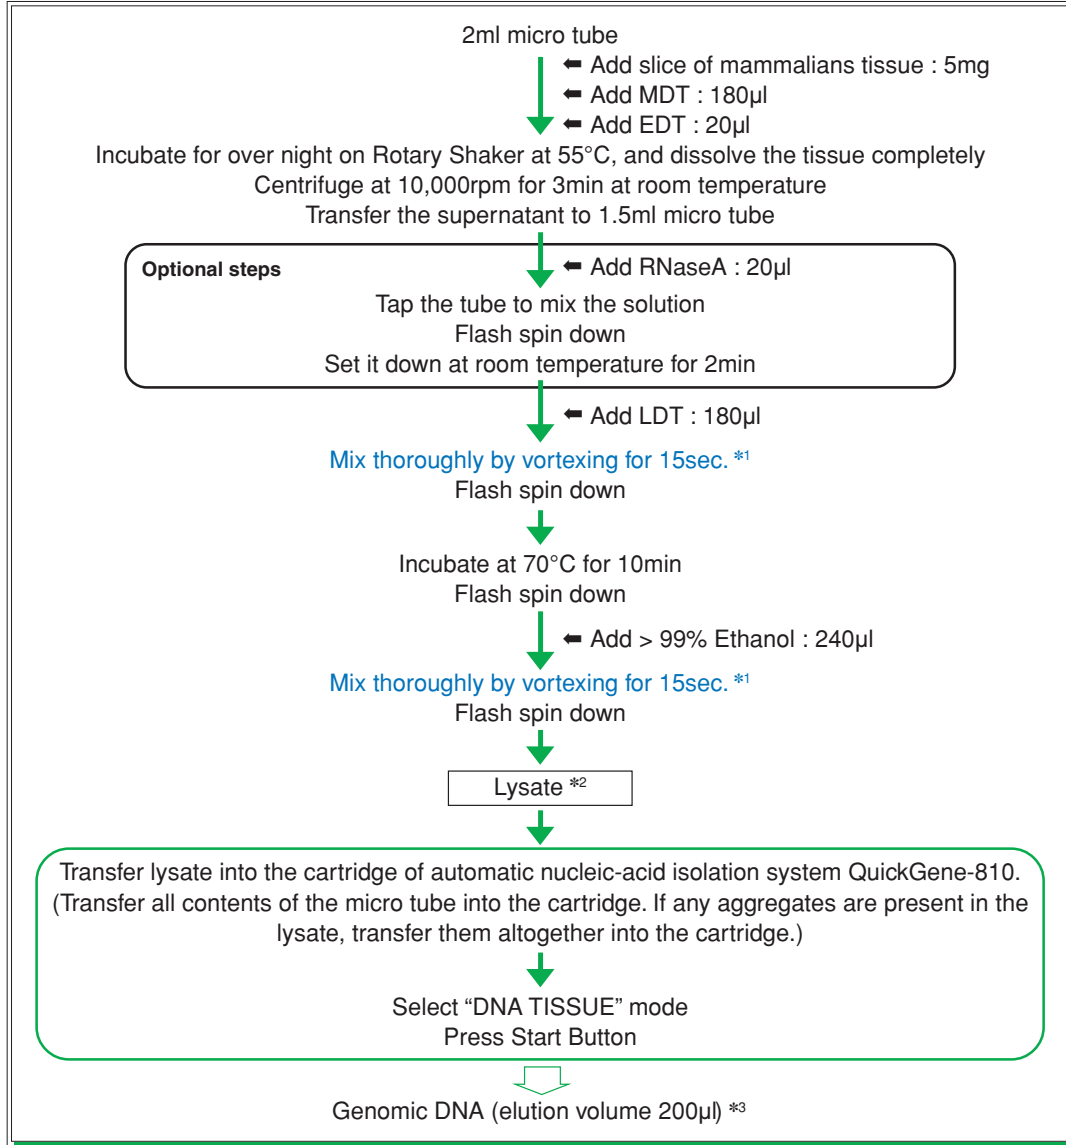 2ml micro tube
⬅ Add slice of mammalians tissue : 5mg
⬅ Add MDT : 180µl
⬅ Add EDT : 20µl
Incubate for over night on Rotary Shaker at 55°C, and dissolve the tissue completely
Centrifuge at 10,000rpm for 3min at room temperature
Transfer the supernatant to 1.5ml micro tube
Optional steps
⬅ Add RNaseA : 20µl
Tap the tube to mix the solution
Flash spin down
Set it down at room temperature for 2min
⬅ Add LDT : 180µl
Mix thoroughly by vortexing for 15sec. *1
Flash spin down
Incubate at 70°C for 10min
Flash spin down
⬅ Add > 99% Ethanol : 240µl
Mix thoroughly by vortexing for 15sec. *1
Flash spin down
Lysate *2
Transfer lysate into the cartridge of automatic nucleic-acid isolation system QuickGene-810.
(Transfer all contents of the micro tube into the cartridge. If any aggregates are present in the
lysate, transfer them altogether into the cartridge.)
Select “DNA TISSUE” mode
Press Start Button
Genomic DNA (elution volume 200µl) *3